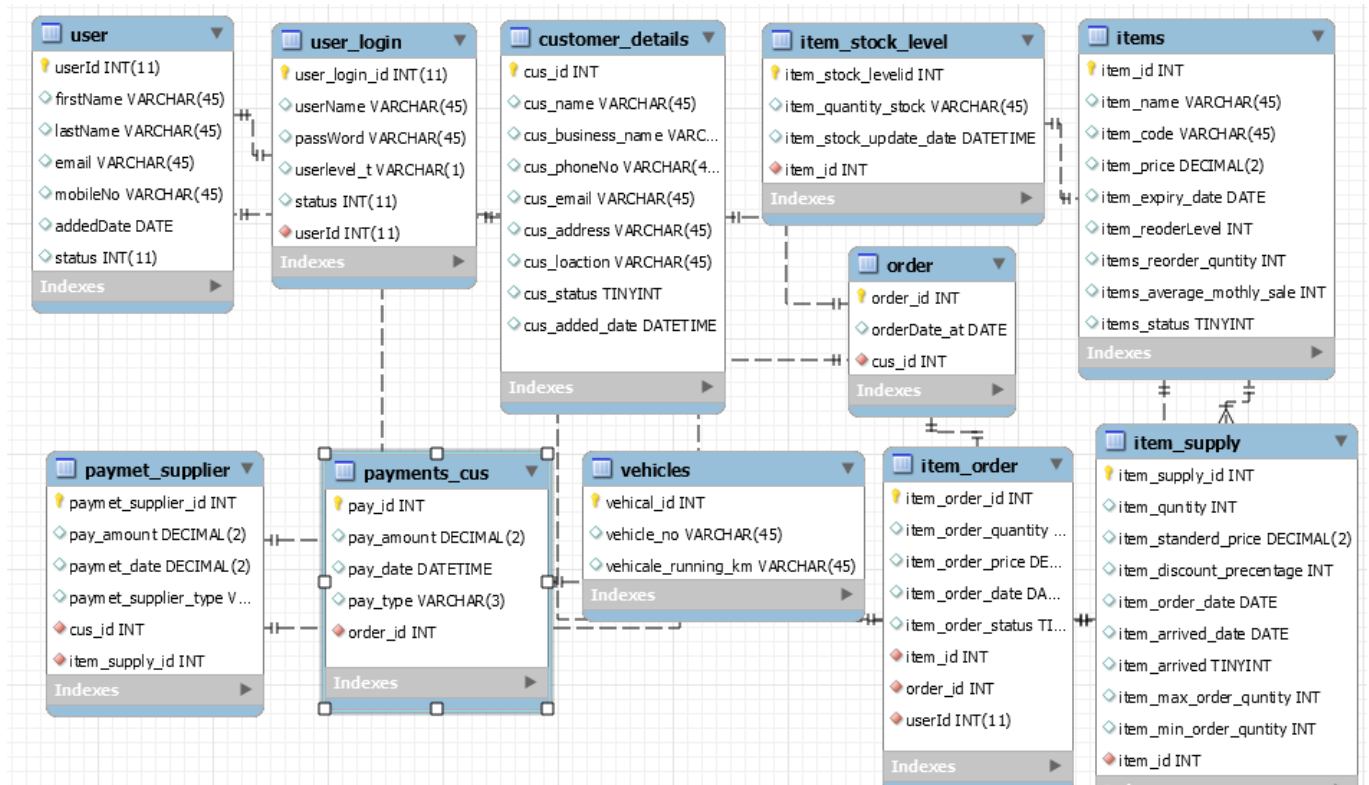 user
userId INT(11)
firstName VARCHAR(45)
lastName VARCHAR(45)
email VARCHAR(45)
mobileNo VARCHAR(45)
addedDate DATE
status INT(11)
Indexes
user_login
user_login_id INT(11)
userName VARCHAR(45)
passWord VARCHAR(45)
userlevel_t VARCHAR(1)
status INT(11)
userId INT(11)
Indexes
customer_details
cus_id INT
cus_name VARCHAR(45)
cus_business_name VARC...
cus_phoneNo VARCHAR(4...
cus_email VARCHAR(45)
cus_address VARCHAR(45)
cus_loaction VARCHAR(45)
cus_status TINYINT
cus_added_date DATETIME
Indexes
item_stock_level
item_stock_levelid INT
item_quantity_stock VARCHAR(45)
item_stock_update_date DATETIME
item_id INT
Indexes
items
item_id INT
item_name VARCHAR(45)
item_code VARCHAR(45)
item_price DECIMAL(2)
item_expiry_date DATE
item_reoderLevel INT
items_reorder_quntity INT
items_average_mothly_sale INT
items_status TINYINT
Indexes
order
order_id INT
orderDate_at DATE
cus_id INT
Indexes
paymet_supplier
paymet_supplier_id INT
pay_amount DECIMAL(2)
paymet_date DECIMAL(2)
paymet_supplier_type V...
cus_id INT
item_supply_id INT
Indexes
payments_cus
pay_id INT
pay_amount DECIMAL(2)
pay_date DATETIME
pay_type VARCHAR(3)
order_id INT
Indexes
vehicles
vehical_id INT
vehicle_no VARCHAR(45)
vehicale_running_km VARCHAR(45)
Indexes
item_order
item_order_id INT
item_order_quantity ...
item_order_price DE...
item_order_date DA...
item_order_status TI...
item_id INT
order_id INT
userId INT(11)
Indexes
item_supply
item_supply_id INT
item_quntity INT
item_standerd_price DECIMAL(2)
item_discount_precentage INT
item_order_date DATE
item_arrived_date DATE
item_arrived TINYINT
item_max_order_quntity INT
item_min_order_quntity INT
item_id INT